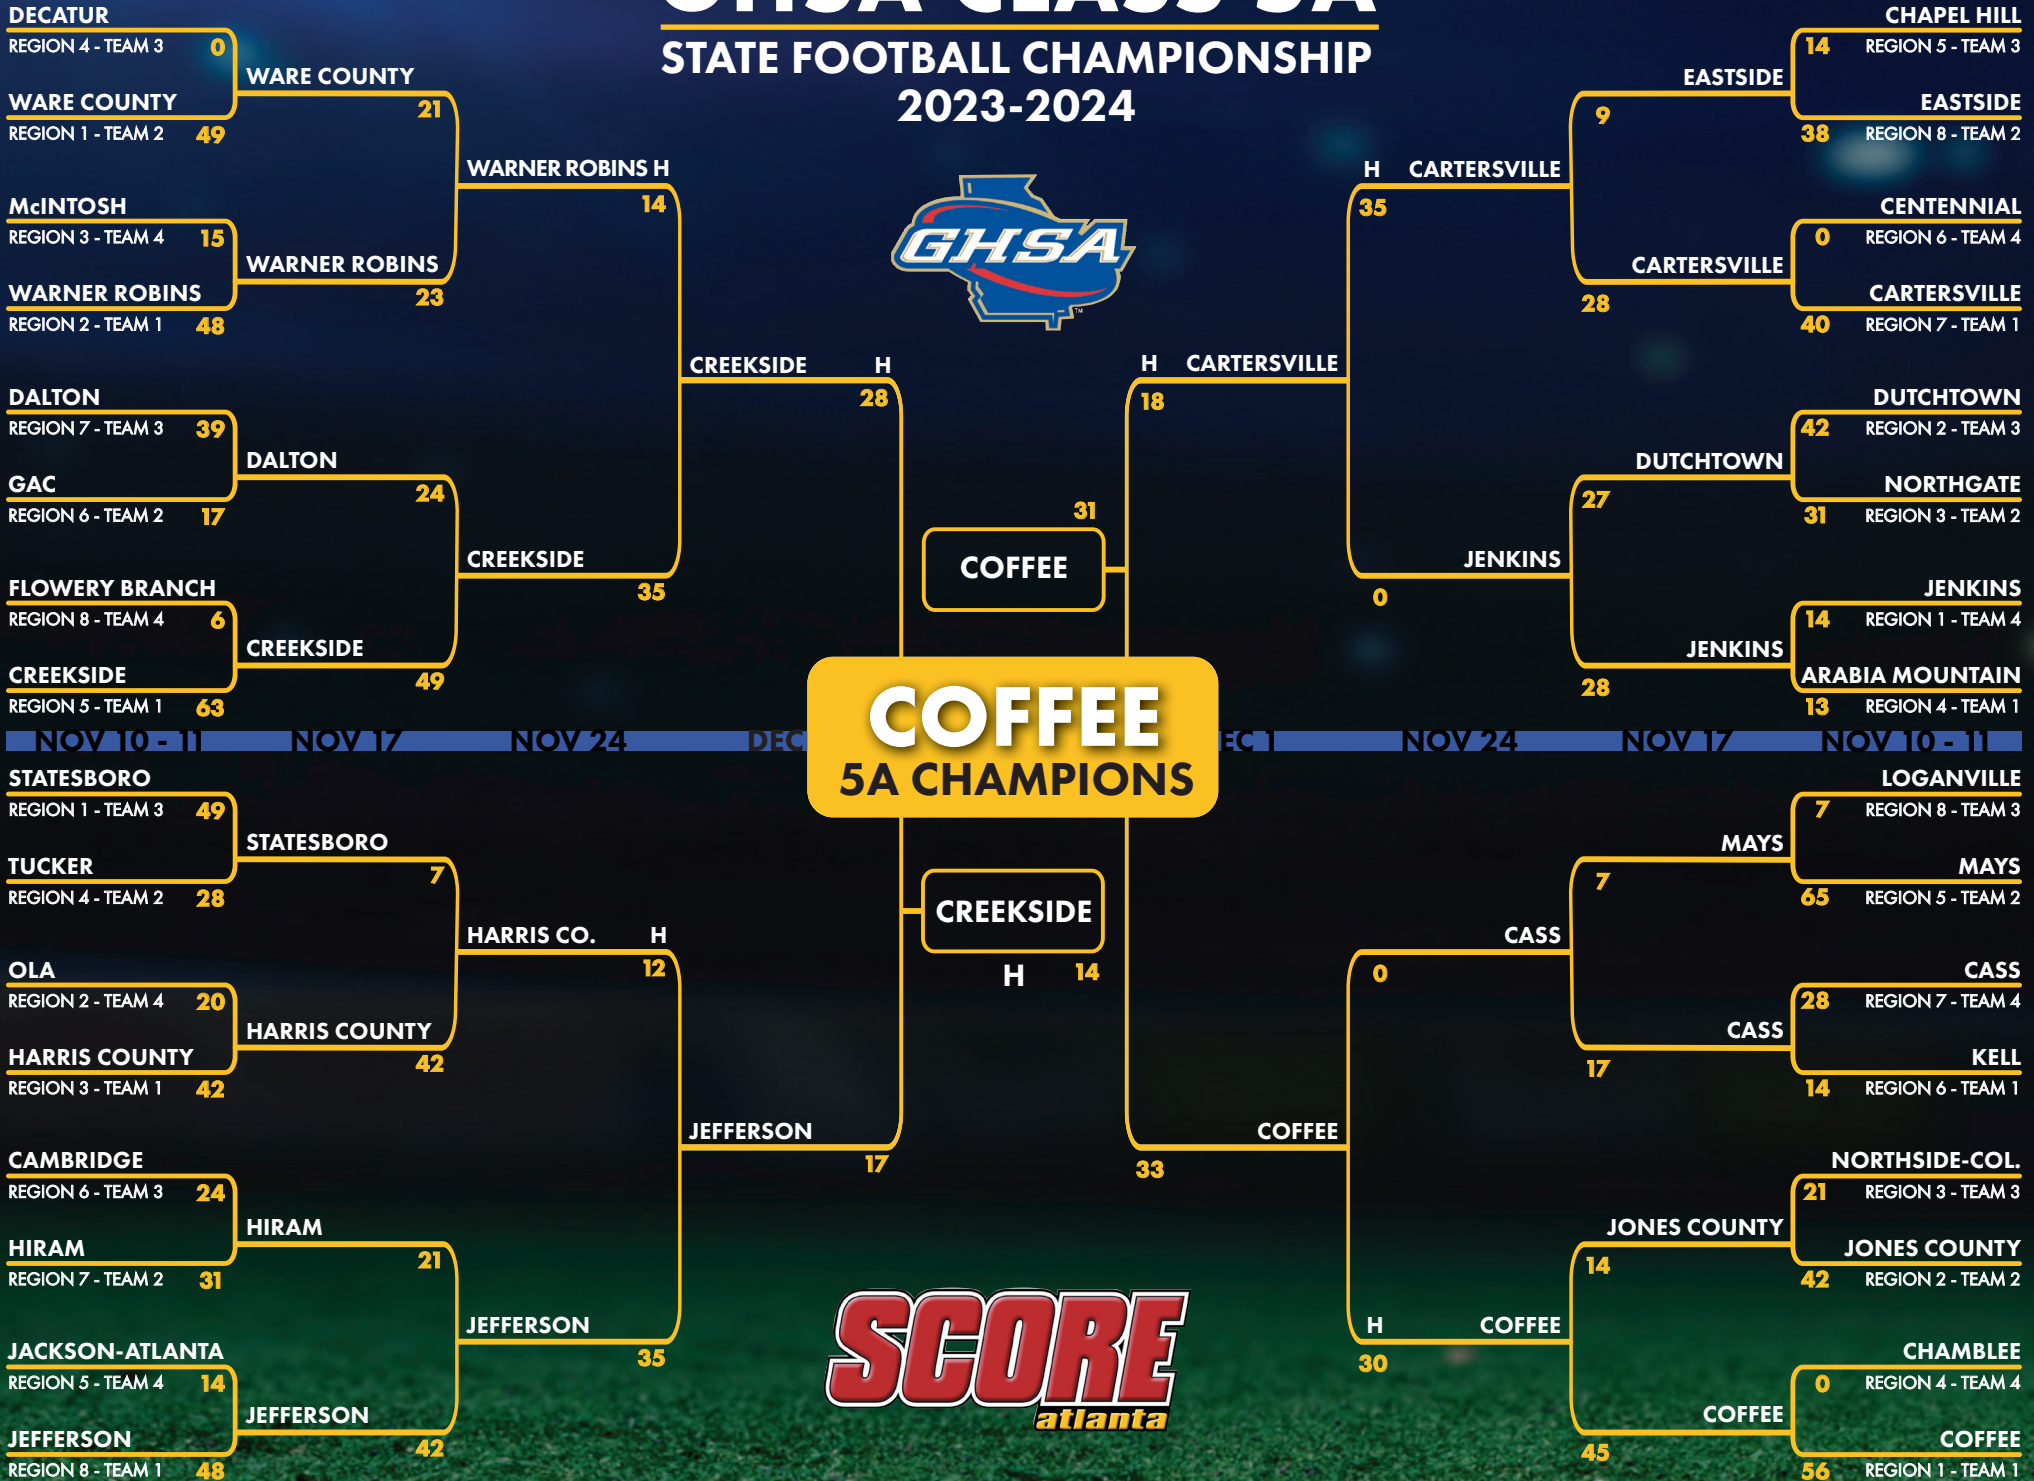 GHSA CLASS 5A
STATE FOOTBALL CHAMPIONSHIP
2023-2024
DECATUR
REGION 4 - TEAM 3 0
WARE COUNTY
REGION 1 - TEAM 2 49
McINTOSH
REGION 3 - TEAM 4 15
WARNER ROBINS
REGION 2 - TEAM 1 48
DALTON
REGION 7 - TEAM 3 39
GAC
REGION 6 - TEAM 2 17
FLOWERY BRANCH
REGION 8 - TEAM 4 6
CREEKSIDE
REGION 5 - TEAM 1 63
WARE COUNTY
21
WARNER ROBINS
23
DALTON
24
CREEKSIDE
49
WARNER ROBINS H
14
CREEKSIDE
35
CREEKSIDE H
28
GHSA
TM
31
COFFEE
H CARTERSVILLE
18
H CARTERSVILLE
35
JENKINS
0
EASTSIDE
9
CARTERSVILLE
28
DUTCHTOWN
27
JENKINS
28
CHAPEL HILL
14 REGION 5 - TEAM 3
EASTSIDE
38 REGION 8 - TEAM 2
CENTENNIAL
0 REGION 6 - TEAM 4
CARTERSVILLE
40 REGION 7 - TEAM 1
DUTCHTOWN
42 REGION 2 - TEAM 3
NORTHGATE
31 REGION 3 - TEAM 2
JENKINS
14 REGION 1 - TEAM 4
ARABIA MOUNTAIN
13 REGION 4 - TEAM 1
NOV 10 - 11 NOV 17 NOV 24 DEC EC 1 NOV 24 NOV 17 NOV 10 - 11
COFFEE
5A CHAMPIONS
STATESBORO
REGION 1 - TEAM 3 49
TUCKER
REGION 4 - TEAM 2 28
OLA
REGION 2 - TEAM 4 20
HARRIS COUNTY
REGION 3 - TEAM 1 42
CAMBRIDGE
REGION 6 - TEAM 3 24
HIRAM
REGION 7 - TEAM 2 31
JACKSON-ATLANTA
REGION 5 - TEAM 4 14
JEFFERSON
REGION 8 - TEAM 1 48
STATESBORO
7
HARRIS COUNTY
42
HIRAM
21
JEFFERSON
42
HARRIS CO. H
12
JEFFERSON
35
JEFFERSON
17
CREEKSIDE
H 14
COFFEE
33
CASS
0
H COFFEE
30
MAYS
7
CASS
17
JONES COUNTY
14
COFFEE
45
LOGANVILLE
7 REGION 8 - TEAM 3
MAYS
65 REGION 5 - TEAM 2
CASS
28 REGION 7 - TEAM 4
KELL
14 REGION 6 - TEAM 1
NORTHSIDE-COL.
21 REGION 3 - TEAM 3
JONES COUNTY
42 REGION 2 - TEAM 2
CHAMBLEE
0 REGION 4 - TEAM 4
COFFEE
56 REGION 1 - TEAM 1
SCORE
atlanta